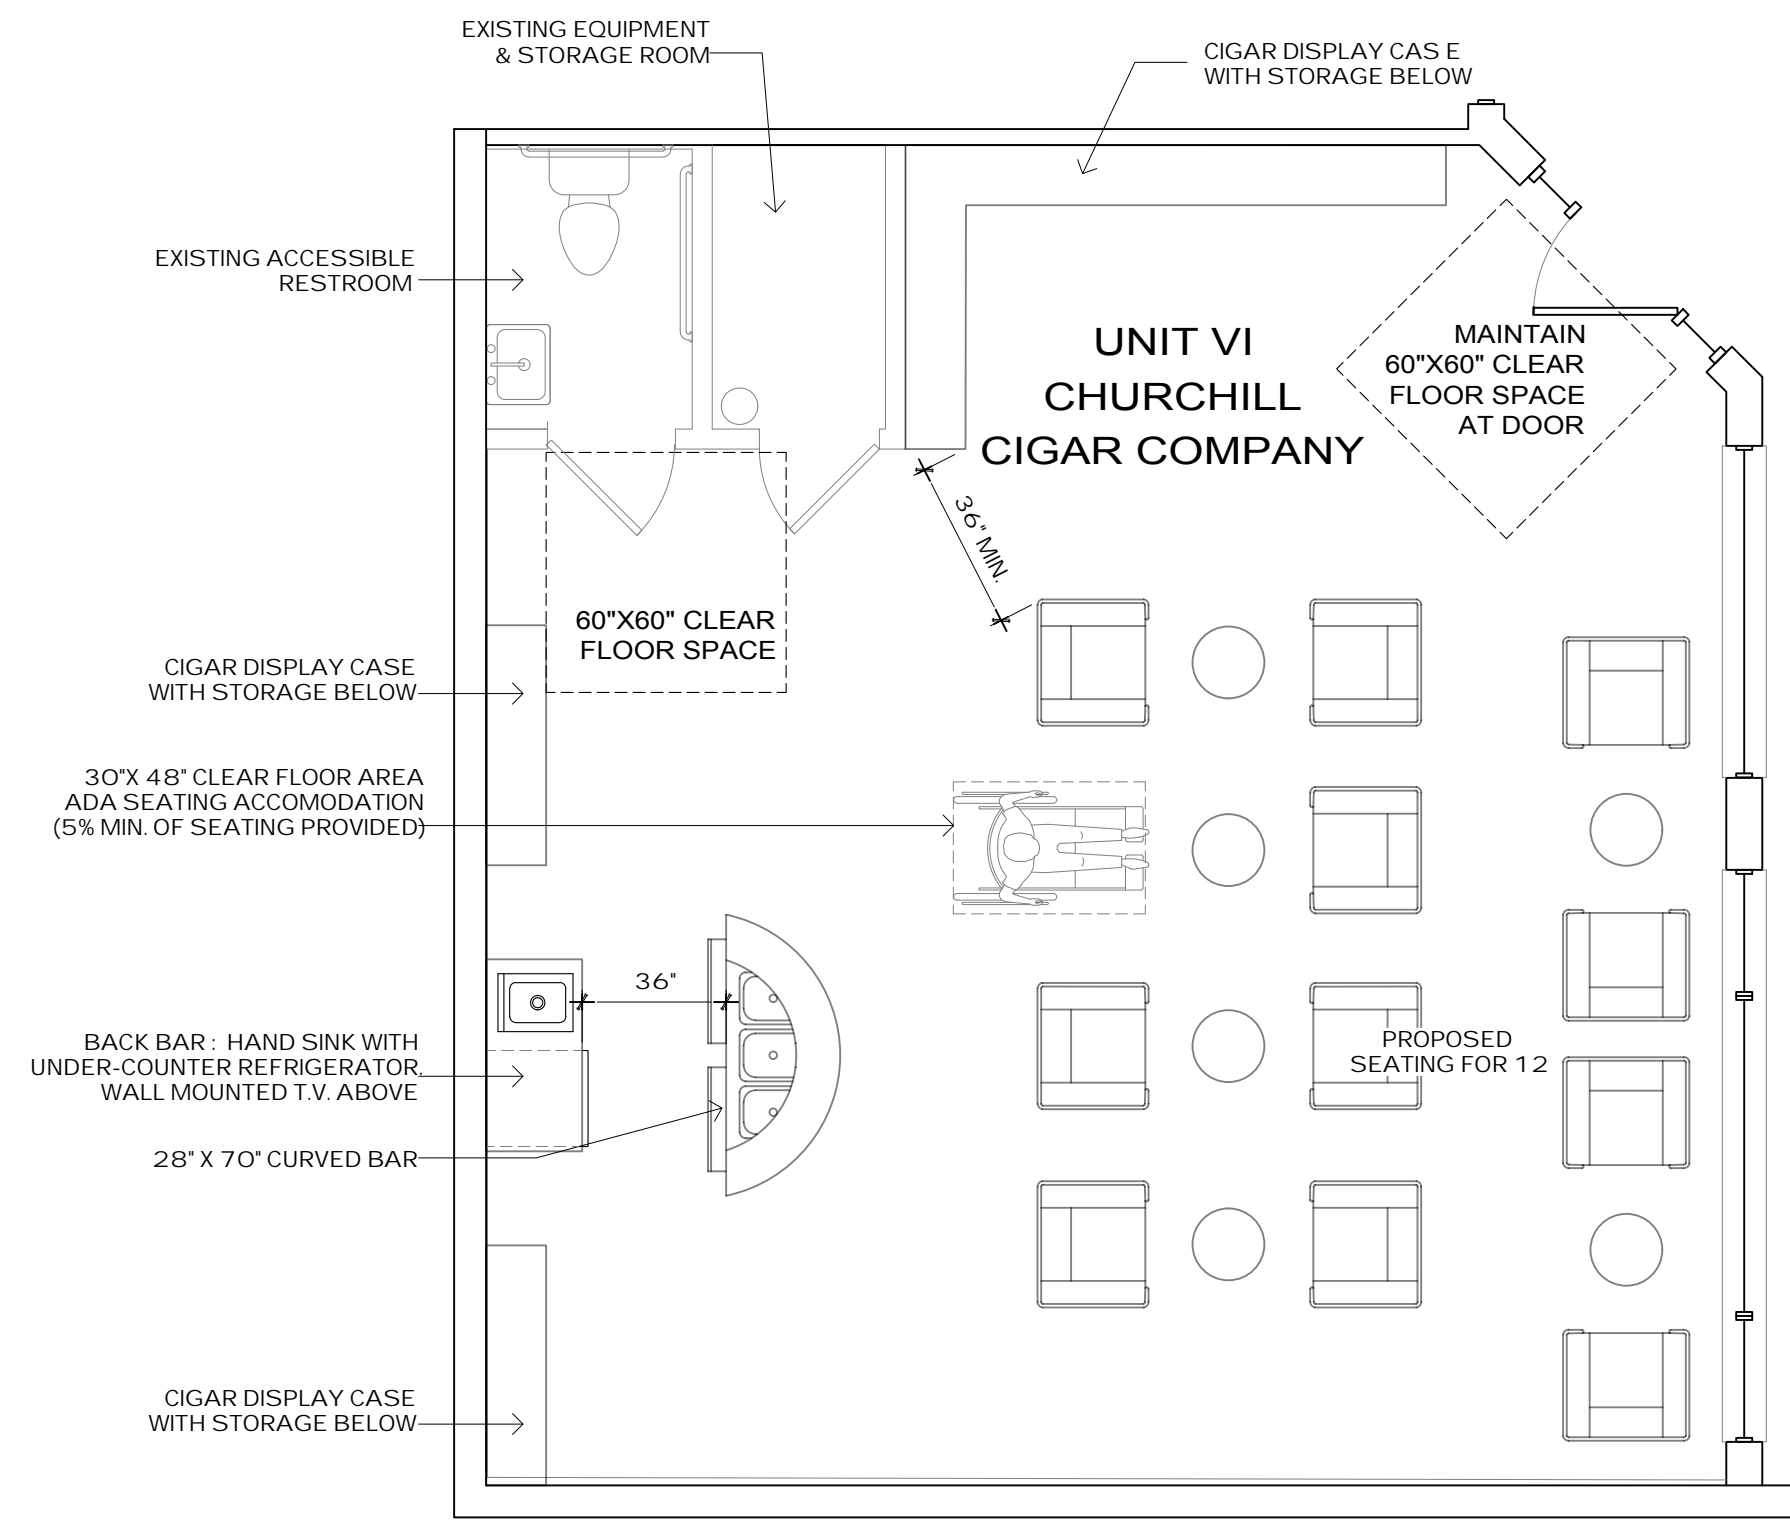 EXISTING EQUIPMENT
& STORAGE ROOM
CIGAR DISPLAY CAS E
WITH STORAGE BELOW
EXISTING ACCESSIBLE
RESTROOM
UNIT VI
CHURCHILL
CIGAR COMPANY
MAINTAIN
60"X60" CLEAR
FLOOR SPACE
AT DOOR
36" MIN.
60"X60" CLEAR
FLOOR SPACE
CIGAR DISPLAY CASE
WITH STORAGE BELOW
30"X 48" CLEAR FLOOR AREA
ADA SEATING ACCOMODATION
(5% MIN. OF SEATING PROVIDED)
36"
BACK BAR : HAND SINK WITH
UNDER-COUNTER REFRIGERATOR.
WALL MOUNTED T.V. ABOVE
PROPOSED
SEATING FOR 12
28" X 70" CURVED BAR
CIGAR DISPLAY CASE
WITH STORAGE BELOW